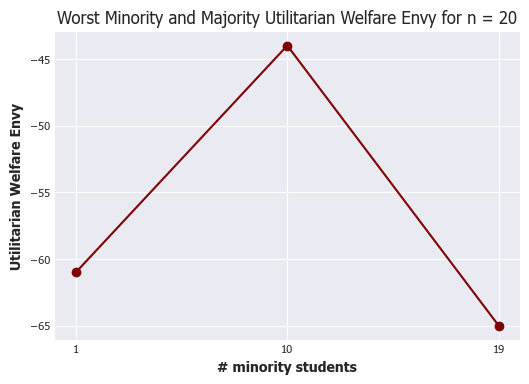 Worst Minority and Majority Utilitarian Welfare Envy for n = 20
Utilitarian Welfare Envy
−45
−50
−55
−60
−65
1
10
19
# minority students